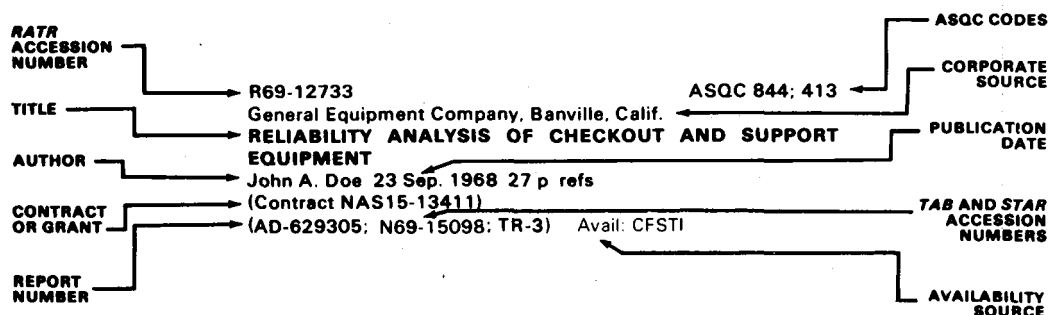 ASQC CODES
RATR
ACCESSION
NUMBER
CORPORATE
SOURCE
R69-12733 ASQC 844; 413
General Equipment Company, Banville, Calif.
TITLE
RELIABILITY ANALYSIS OF CHECKOUT AND SUPPORT
EQUIPMENT
PUBLICATION
DATE
AUTHOR
John A. Doe 23 Sep. 1968 27 p refs
(Contract NAS15-13411)
CONTRACT
OR GRANT
(AD-629305; N69-15098; TR-3) Avail: CFSTI
TAB AND STAR
ACCESSION
NUMBERS
REPORT
NUMBER
AVAILABILITY
SOURCE